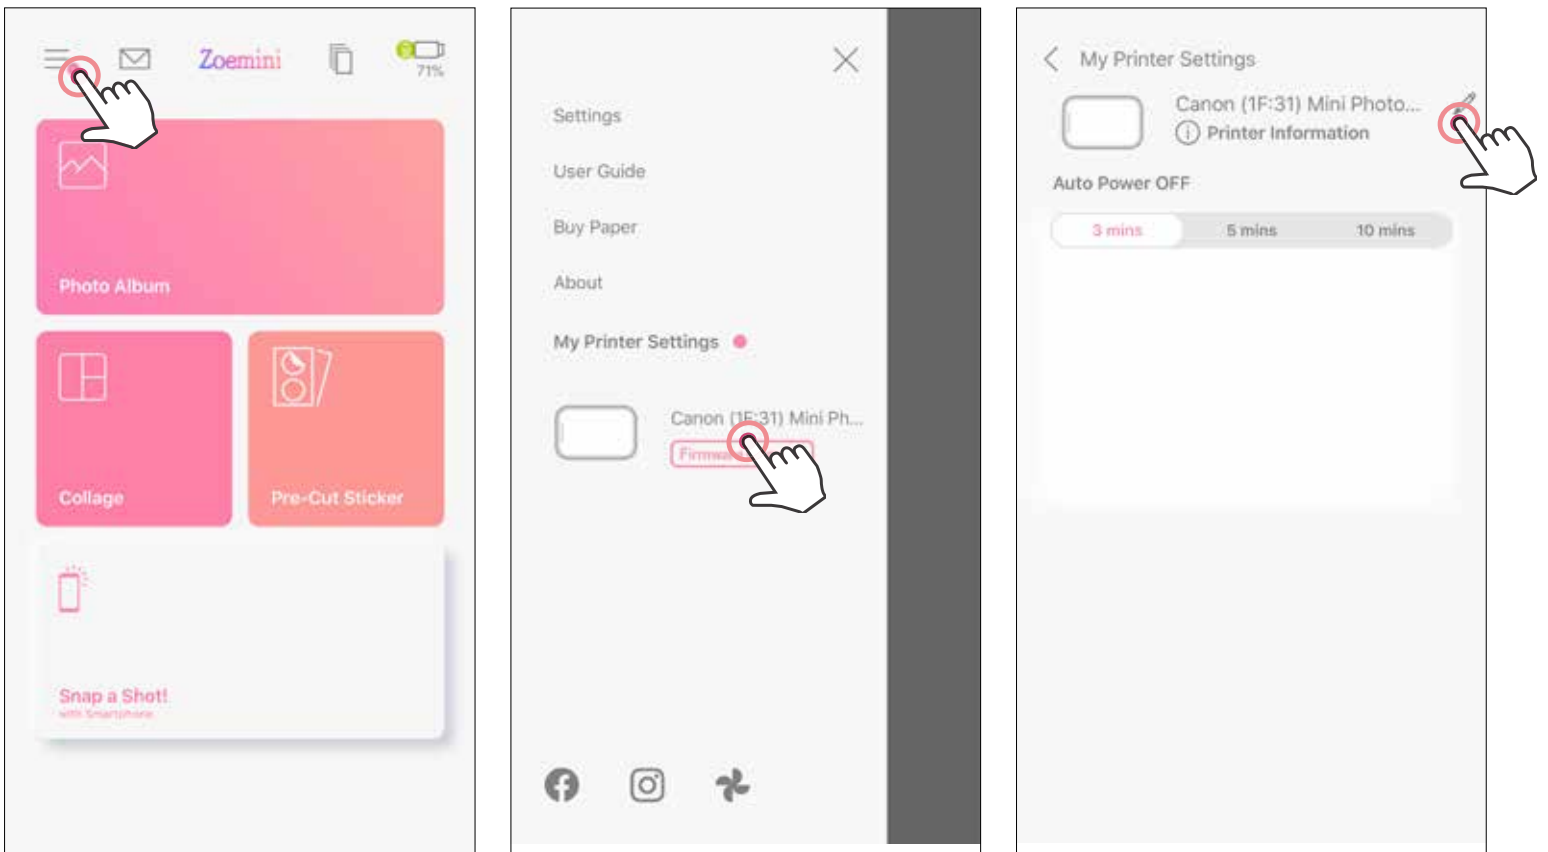 Zoemini
71%
Photo Album
Collage
Pre-Cut Sticker
Snap a Shot!
with Smartphone
Settings
User Guide
Buy Paper
About
My Printer Settings
Canon (1F:31) Mini Ph...
My Printer Settings
Canon (1F:31) Mini Photo...
Printer Information
Auto Power OFF
3 mins 5 mins 10 mins